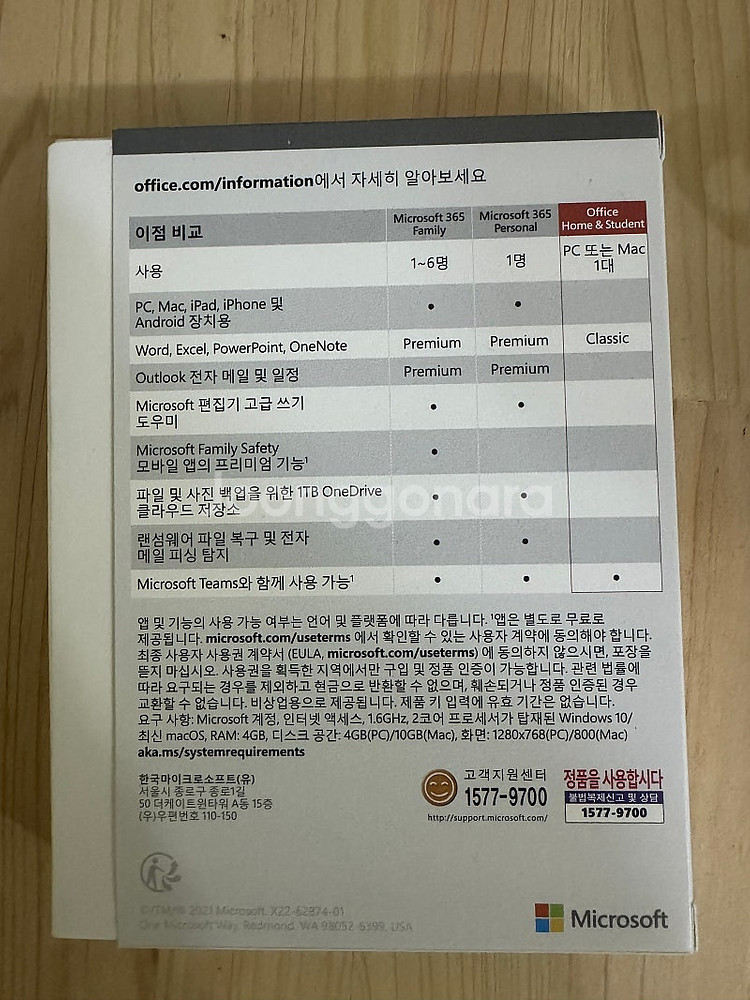 office.com/information에서 자세히 알아보세요
이점 비교
Microsoft 365
Family
Microsoft 365
Personal
Office
Home & Student
사용
1~6명
1명
PC 또는 Mac
1대
PC, Mac, iPad, iPhone 및
Android 장치용
•
•
Word, Excel, PowerPoint, OneNote
Premium
Premium
Classic
Outlook 전자 메일 및 일정
Premium
Premium
Microsoft 편집기 고급 쓰기
도우미
•
•
Microsoft Family Safety
모바일 앱의 프리미엄 기능¹
•
파일 및 사진 백업을 위한 1TB OneDrive
클라우드 저장소
•
•
랜섬웨어 파일 복구 및 전자
메일 피싱 탐지
•
•
Microsoft Teams와 함께 사용 가능¹
•
•
•
앱 및 기능의 사용 가능 여부는 언어 및 플랫폼에 따라 다릅니다. ¹앱은 별도로 무료로
제공됩니다. microsoft.com/useterms 에서 확인할 수 있는 사용자 계약에 동의해야 합니다.
최종 사용자 사용권 계약서 (EULA, microsoft.com/useterms) 에 동의하지 않으시면, 포장을
뜯지 마십시오. 사용권을 획득한 지역에서만 구입 및 정품 인증이 가능합니다. 관련 법률에
따라 요구되는 경우를 제외하고 현금으로 반환할 수 없으며, 훼손되거나 정품 인증된 경우
교환할 수 없습니다. 비상업용으로 제공됩니다. 제품 키 입력에 유효 기간은 없습니다.
요구 사항: Microsoft 계정, 인터넷 액세스, 1.6GHz, 2코어 프로세서가 탑재된 Windows 10/
최신 macOS, RAM: 4GB, 디스크 공간: 4GB(PC)/10GB(Mac), 화면: 1280x768(PC)/800(Mac)
aka.ms/systemrequirements
한국마이크로소프트(유)
서울시 종로구 종로1길
50 더케이트윈타워 A동 15층
(우)우편번호 110-150
고객지원센터
1577-9700
http://support.microsoft.com/
정품을 사용합시다
불법복제신고 및 상담
1577-9700
©/TM/® 2021 Microsoft. X22-62874-01
One Microsoft Way, Redmond, WA 98052-6399, USA
Microsoft